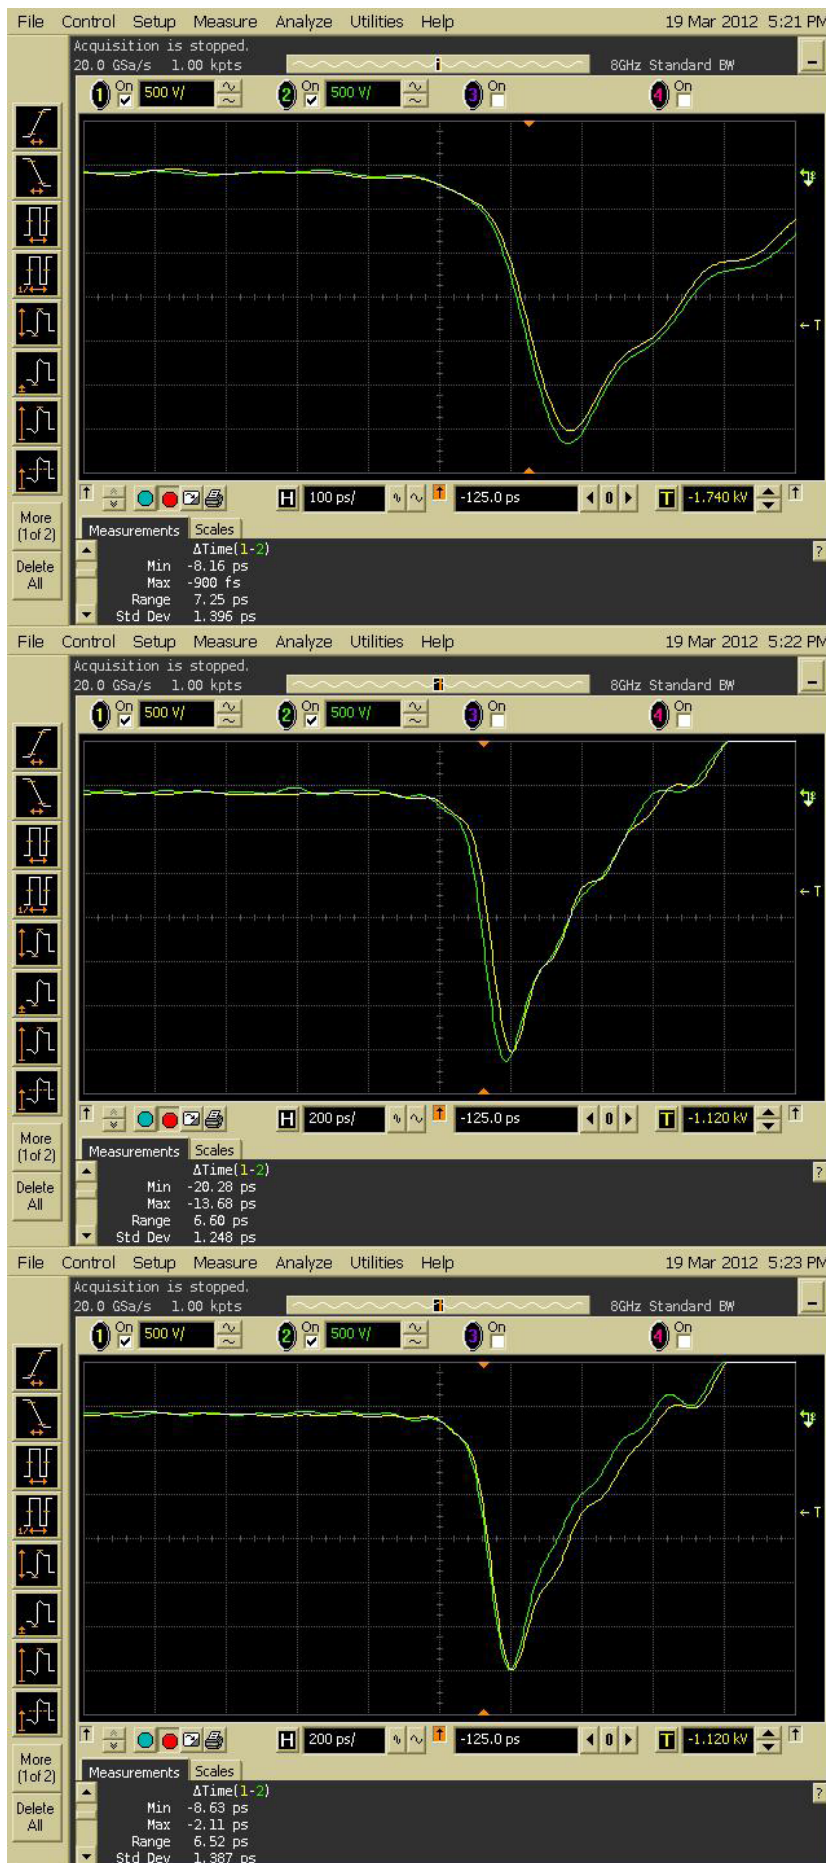 File Control Setup Measure Analyze Utilities Help 19 Mar 2012 5:21 PM
Acquisition is stopped.
20.0 GSa/s 1.00 kpts 8GHz Standard BW
1 On 500 V/ 2 On 500 V/ 3 On 4 On
T
H 100 ps/ -125.0 ps 0 T -1.740 kV
More
(1of 2)
Delete
All
Measurements Scales
ΔTime(1-2) ?
Min -8.16 ps
Max -900 fs
Range 7.25 ps
Std Dev 1.396 ps
File Control Setup Measure Analyze Utilities Help 19 Mar 2012 5:22 PM
Acquisition is stopped.
20.0 GSa/s 1.00 kpts 8GHz Standard BW
1 On 500 V/ 2 On 500 V/ 3 On 4 On
T
H 200 ps/ -125.0 ps 0 T -1.120 kV
More
(1of 2)
Delete
All
Measurements Scales
ΔTime(1-2) ?
Min -20.28 ps
Max -13.68 ps
Range 6.60 ps
Std Dev 1.248 ps
File Control Setup Measure Analyze Utilities Help 19 Mar 2012 5:23 PM
Acquisition is stopped.
20.0 GSa/s 1.00 kpts 8GHz Standard BW
1 On 500 V/ 2 On 500 V/ 3 On 4 On
T
H 200 ps/ -125.0 ps 0 T -1.120 kV
More
(1of 2)
Delete
All
Measurements Scales
ΔTime(1-2) ?
Min -8.63 ps
Max -2.11 ps
Range 6.52 ps
Std Dev 1.387 ps